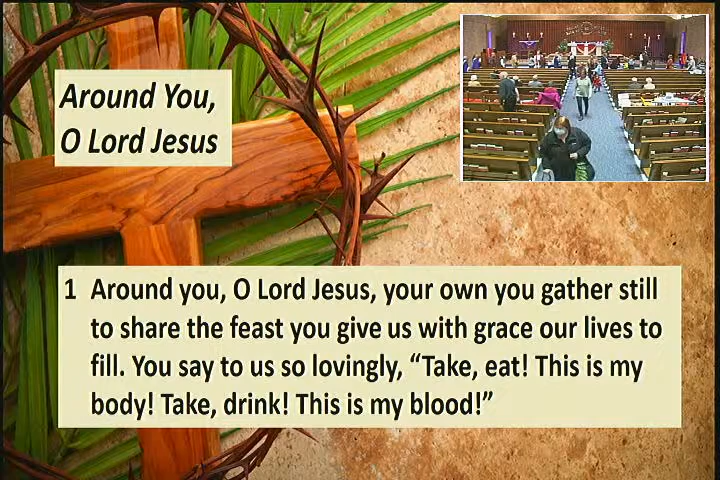 Around You,
O Lord Jesus
1 Around you, O Lord Jesus, your own you gather still
to share the feast you give us with grace our lives to
fill. You say to us so lovingly, “Take, eat! This is my
body! Take, drink! This is my blood!”